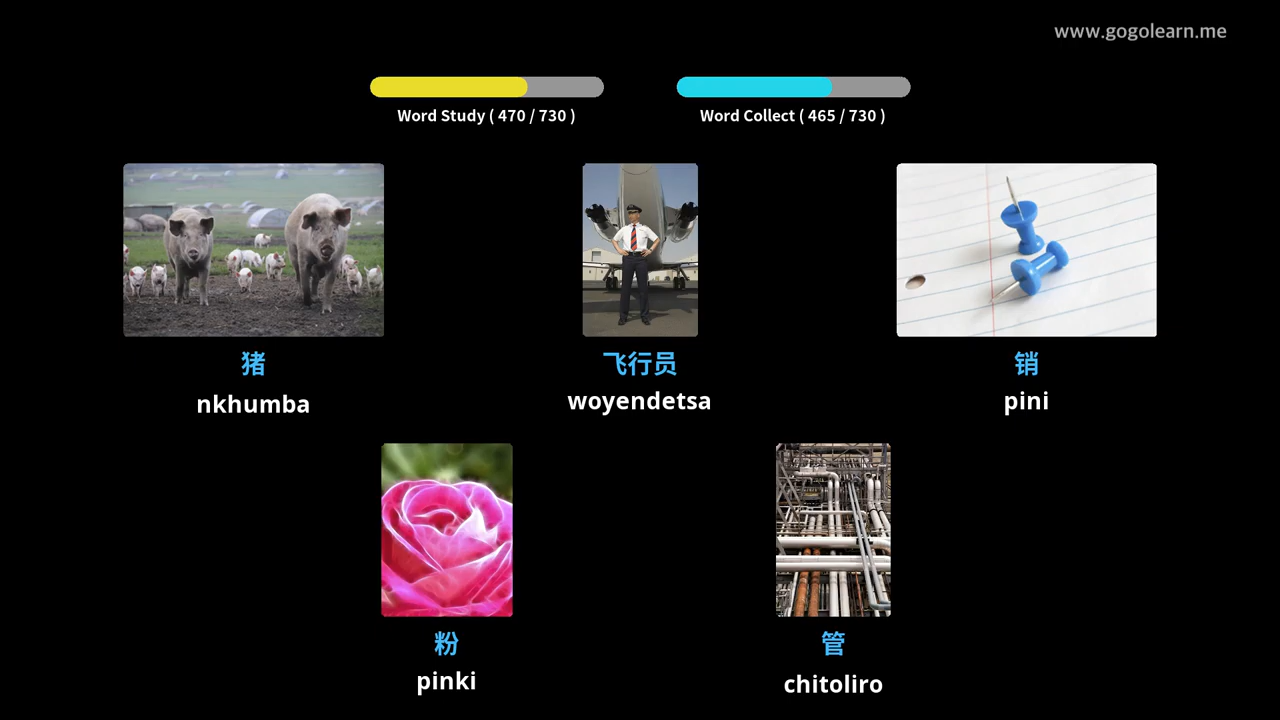 www.gogolearn.me
Word Study ( 470 / 730 )
Word Collect ( 465 / 730 )
猪
nkhumba
飞行员
woyendetsa
销
pini
粉
pinki
管
chitoliro